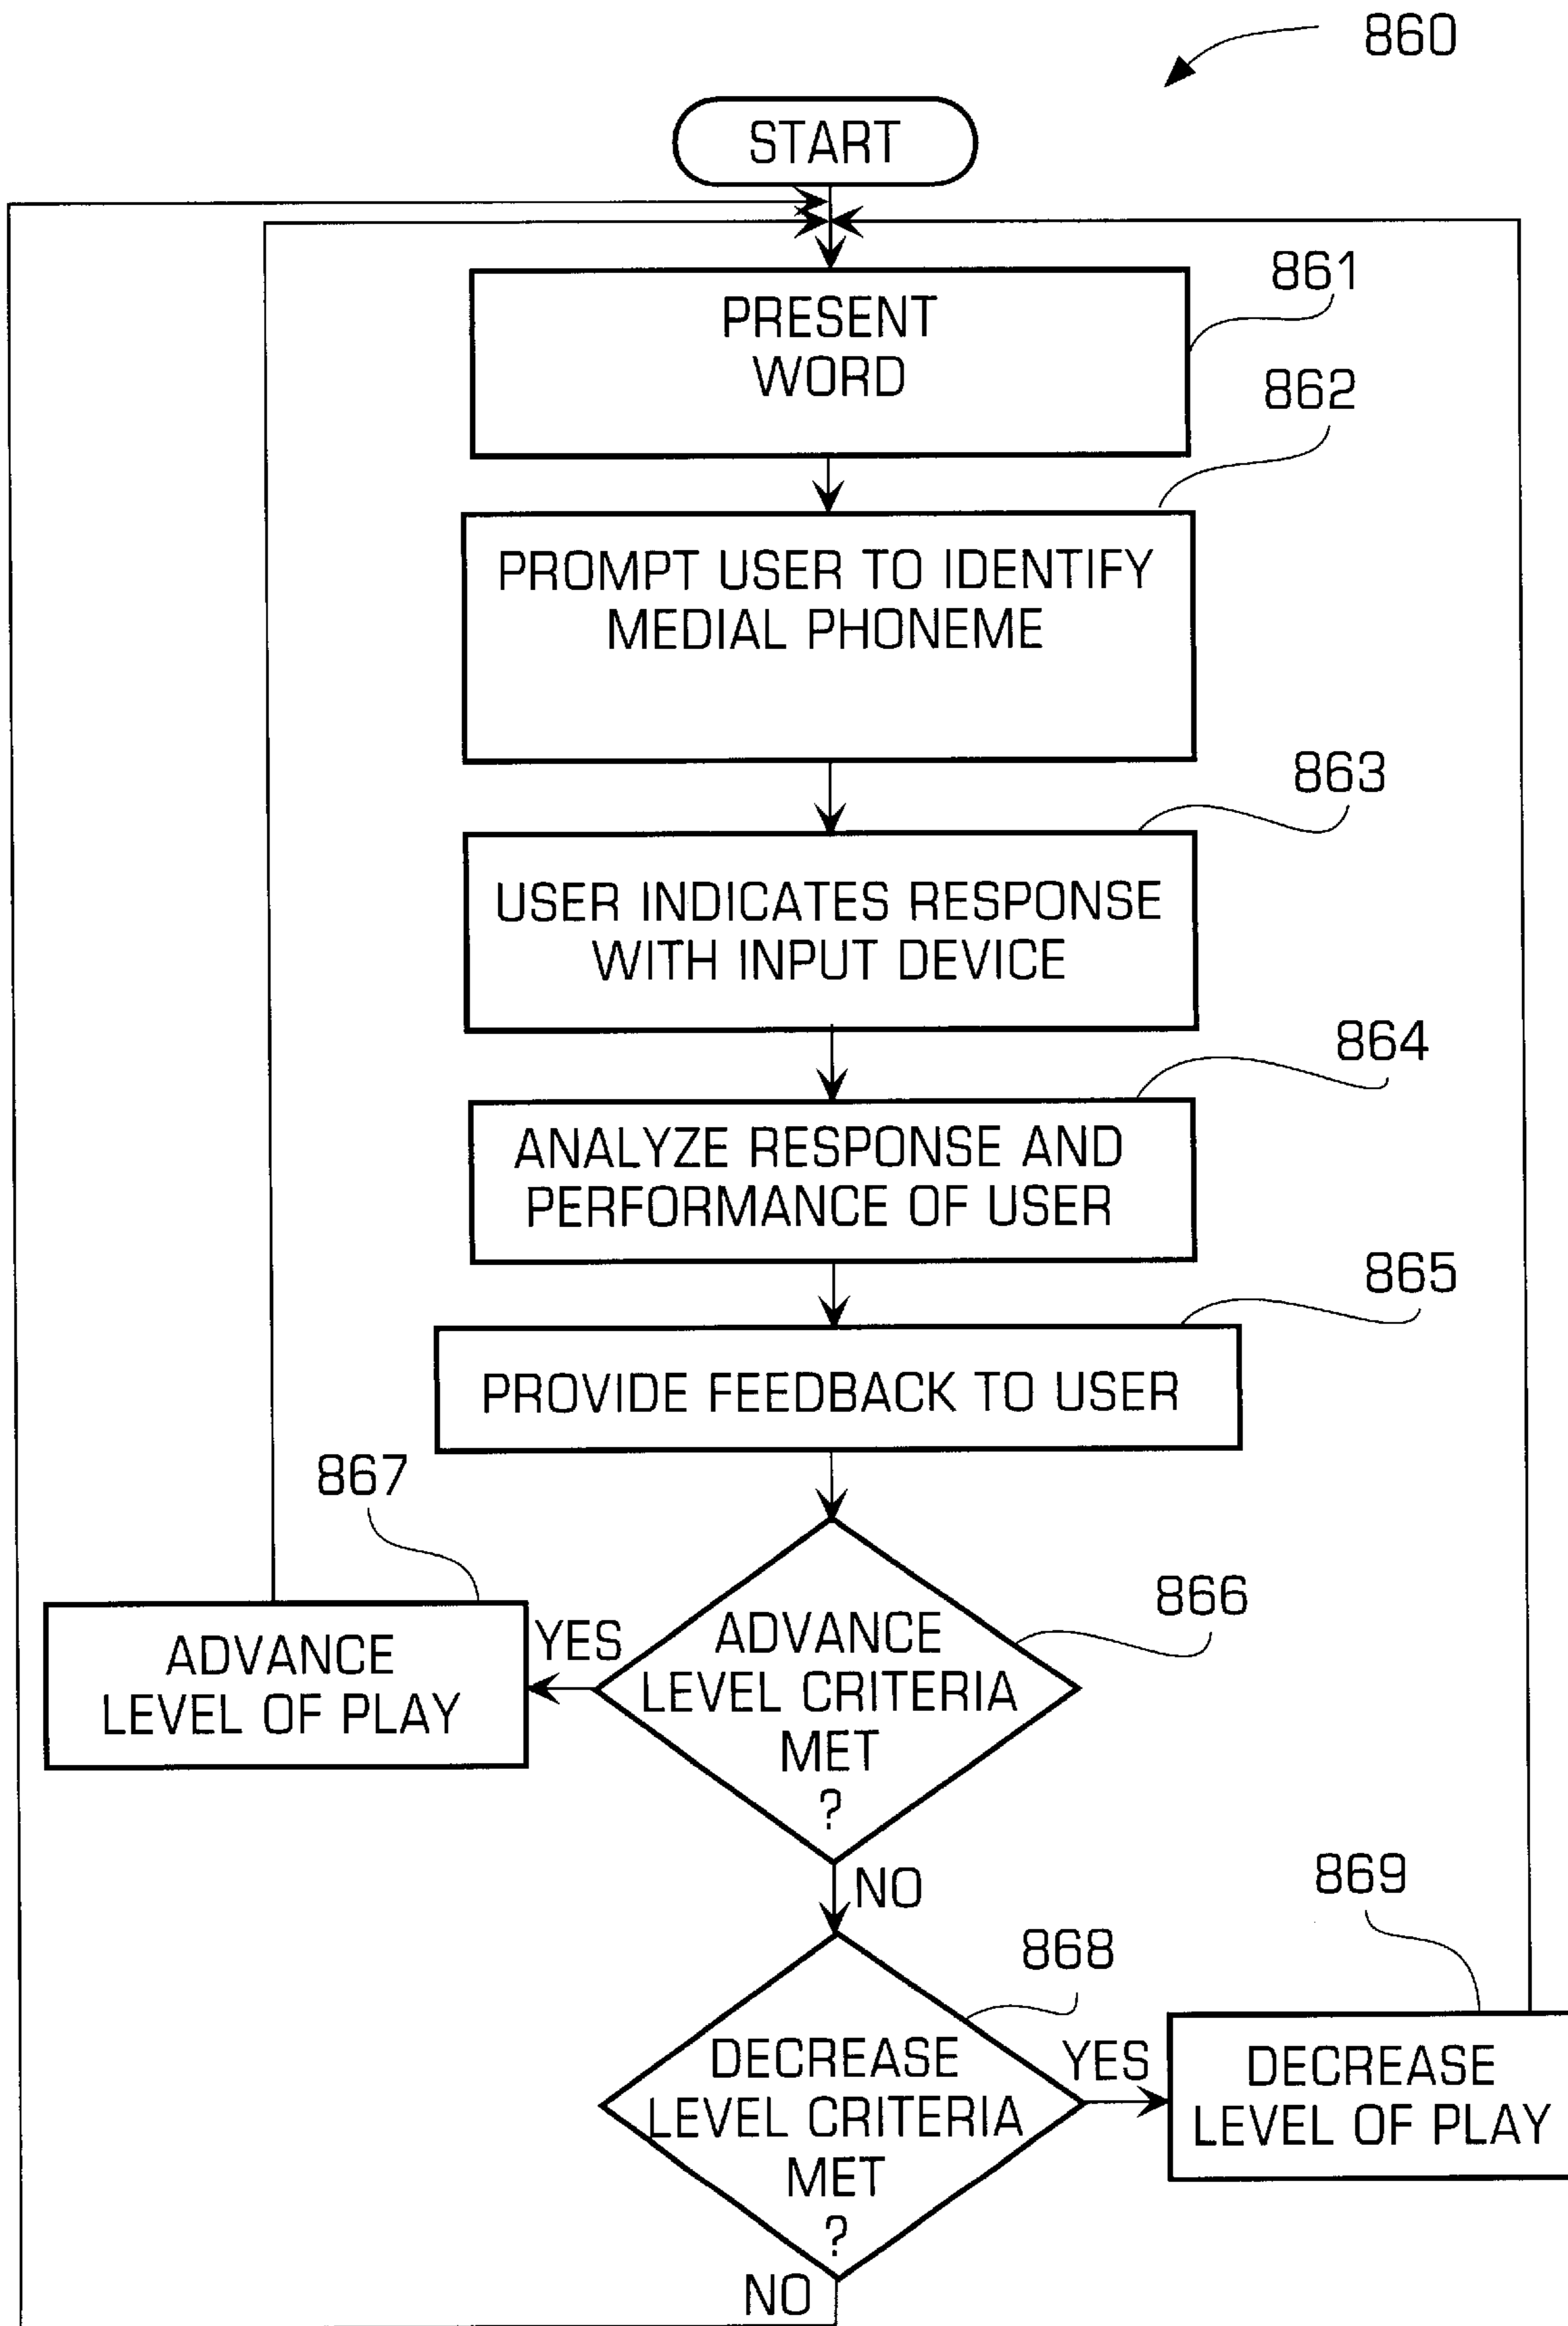 860
START
861
PRESENT
WORD
862
PROMPT USER TO IDENTIFY
MEDIAL PHONEME
863
USER INDICATES RESPONSE
WITH INPUT DEVICE
864
ANALYZE RESPONSE AND
PERFORMANCE OF USER
865
PROVIDE FEEDBACK TO USER
867
866
ADVANCE
LEVEL OF PLAY
YES
ADVANCE
LEVEL CRITERIA
MET
?
NO
869
868
DECREASE
LEVEL CRITERIA
MET
?
YES
DECREASE
LEVEL OF PLAY
NO